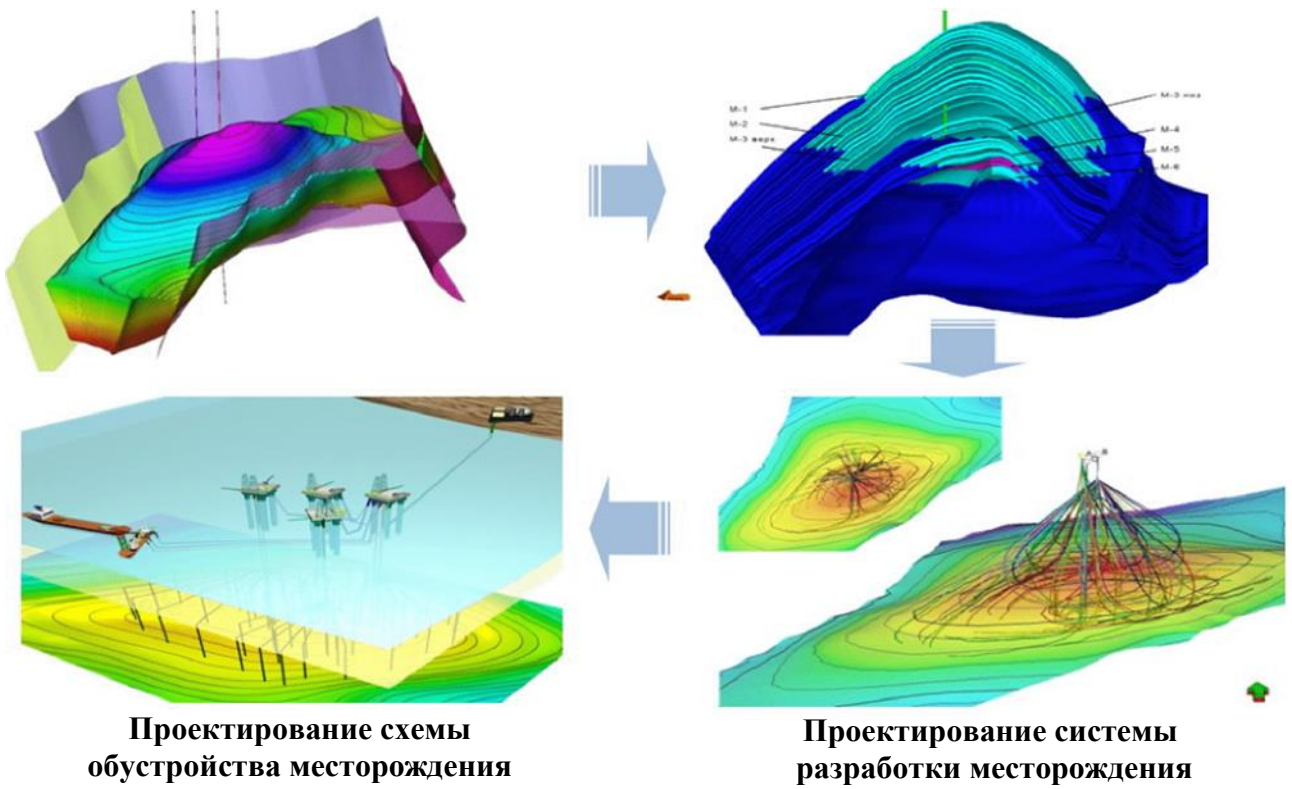 М-1
М-2
М-3 верх
М-3 низ
М-4
М-5
М-6
A B
Проектирование схемы
обустройства месторождения
Проектирование системы
разработки месторождения